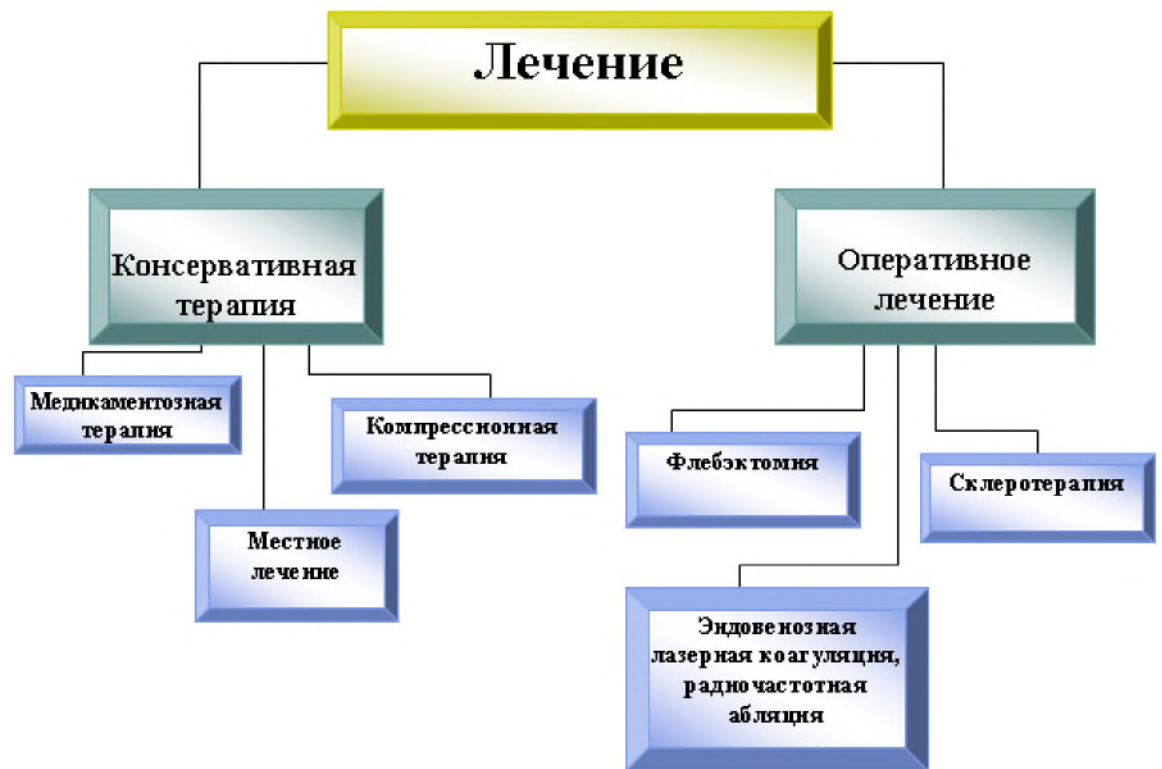 Лечение
Консервативная
терапия
Оперативное
лечение
Медикаментозная
терапия
Компрессионная
терапия
Местное
лечение
Флебэктомия
Склеротерапия
Эндовенозная
лазерная коагуляция,
радиочастотная
абляция